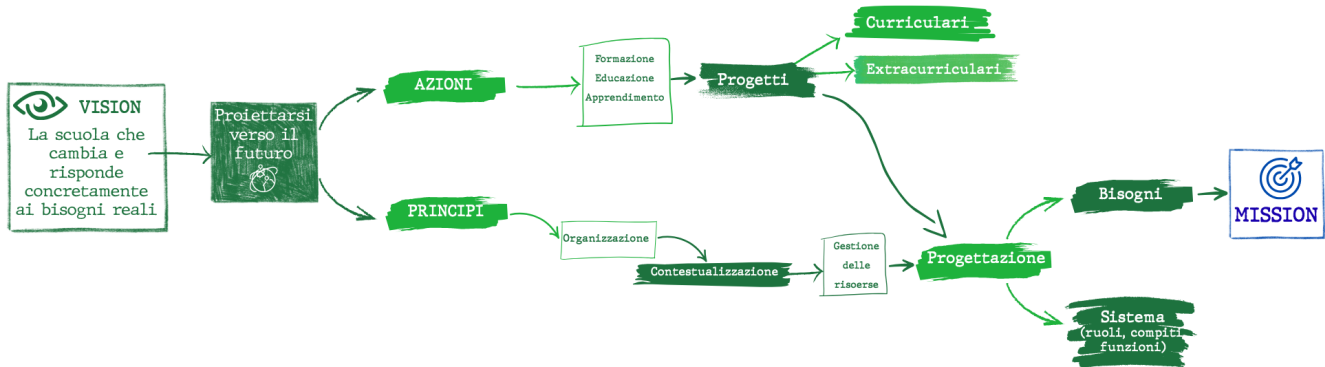 VISION
La scuola che
cambia e
risponde
concretamente
ai bisogni reali
Proiettarsi
verso il
futuro
AZIONI
Formazione
Educazione
Apprendimento
Progetti
Curriculari
Extracurriculari
PRINCIPI
Organizzazione
Contestualizzazione
Gestione
delle
risoerse
Progettazione
Bisogni
MISSION
Sistema
(ruoli, compiti
funzioni)